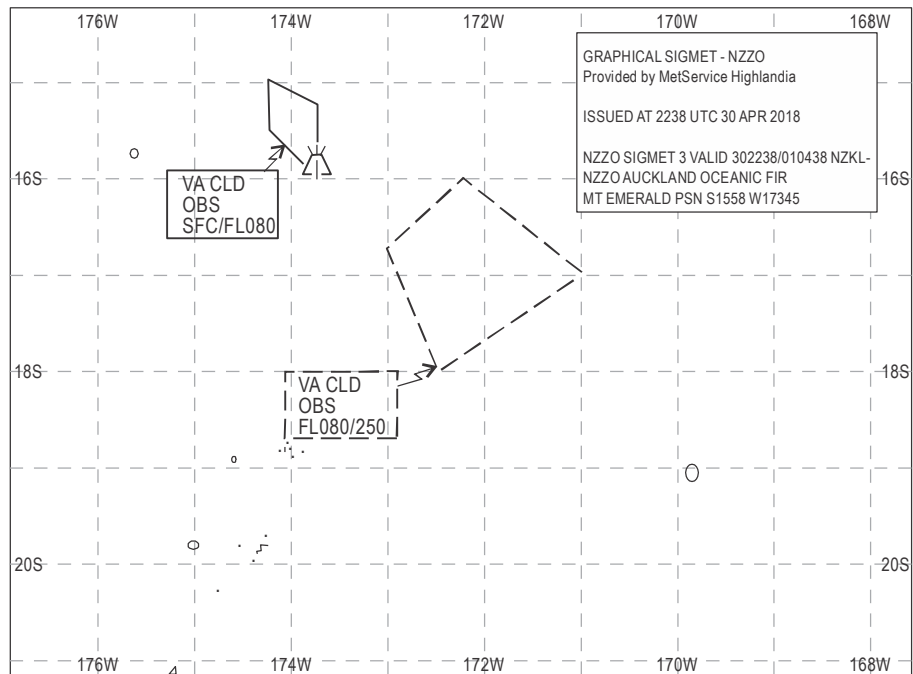 176W 174W 172W 170W 168W
GRAPHICAL SIGMET - NZZO
Provided by MetService Highlandia
ISSUED AT 2238 UTC 30 APR 2018
NZZO SIGMET 3 VALID 302238/010438 NZKL-
NZZO AUCKLAND OCEANIC FIR
MT EMERALD PSN S1558 W17345
16S 16S
VA CLD
OBS
SFC/FL080
18S 18S
VA CLD
OBS
FL080/250
20S 20S
176W 174W 172W 170W 168W